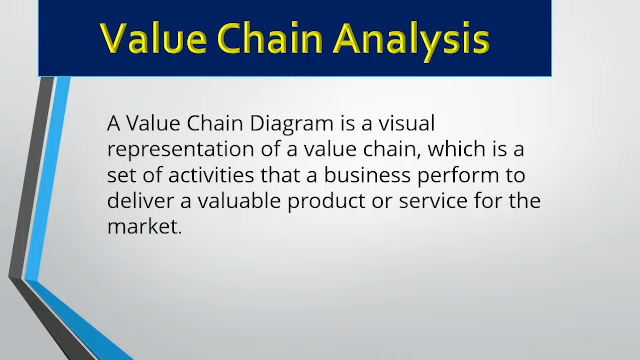 Value Chain Analysis
A Value Chain Diagram is a visual
representation of a value chain, which is a
set of activities that a business perform to
deliver a valuable product or service for the
market.